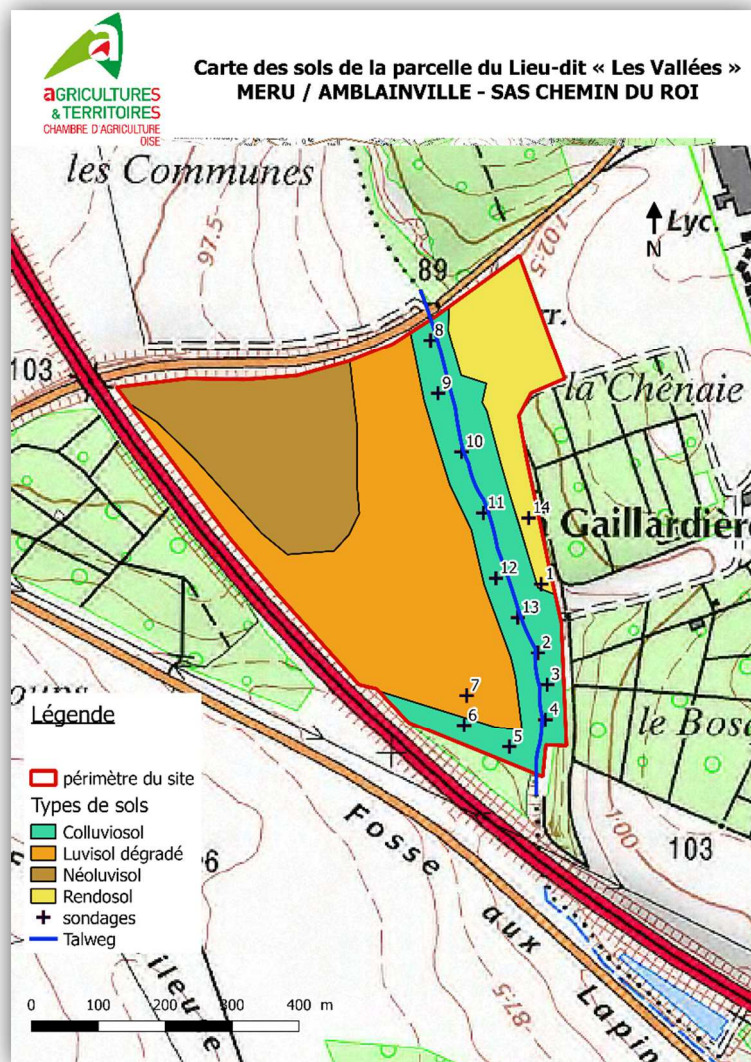 aGRICULTURES
& TERRITOIRES
CHAMBRE D'AGRICULTURE
OISE
Carte des sols de la parcelle du Lieu-dit « Les Vallées »
MERU / AMBLAINVILLE - SAS CHEMIN DU ROI
les Communes
97.5
89
102.5
Lyc.
N
rr.
103
la Chênaie
8
9
10
11
14
Gaillardière
12
1
13
2
3
7
4
6
5
le Bosq
100
103
Légende
périmètre du site
Types de sols
Colluviosol
Luvisol dégradé
Néoluvisol
Rendosol
sondages
Talweg
Fosse aux Lapin
87.5
0 100 200 300 400 m